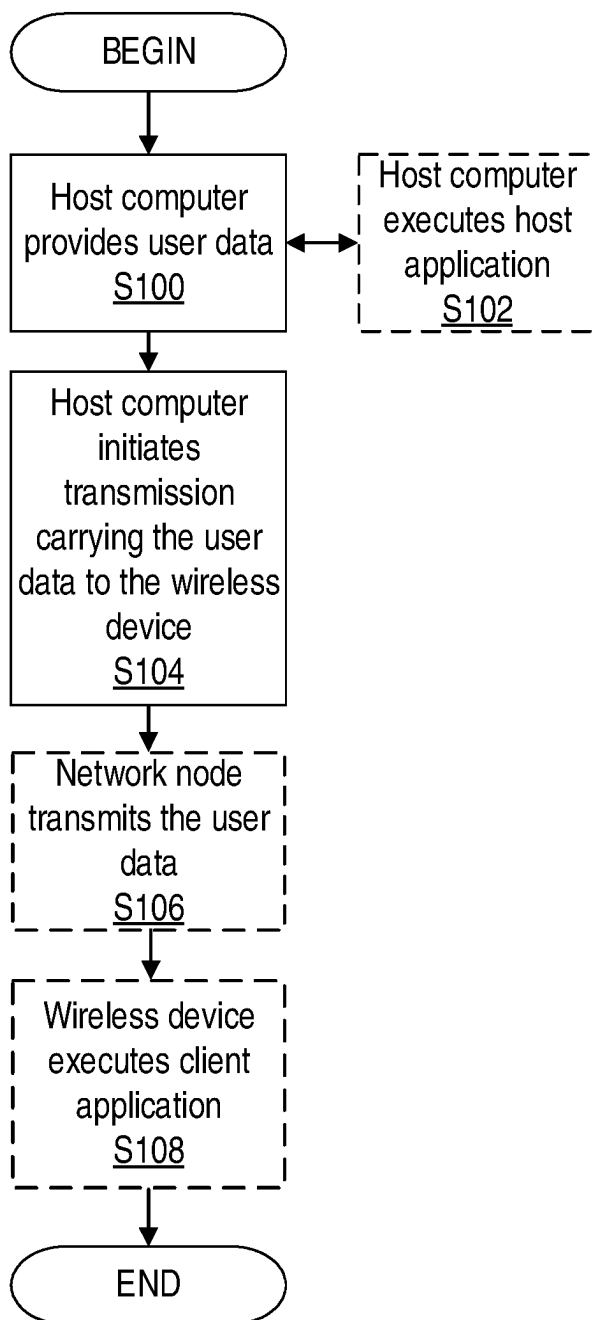 BEGIN
Host computer
provides user data
S100
Host computer
executes host
application
S102
Host computer
initiates
transmission
carrying the user
data to the wireless
device
S104
Network node
transmits the user
data
S106
Wireless device
executes client
application
S108
END